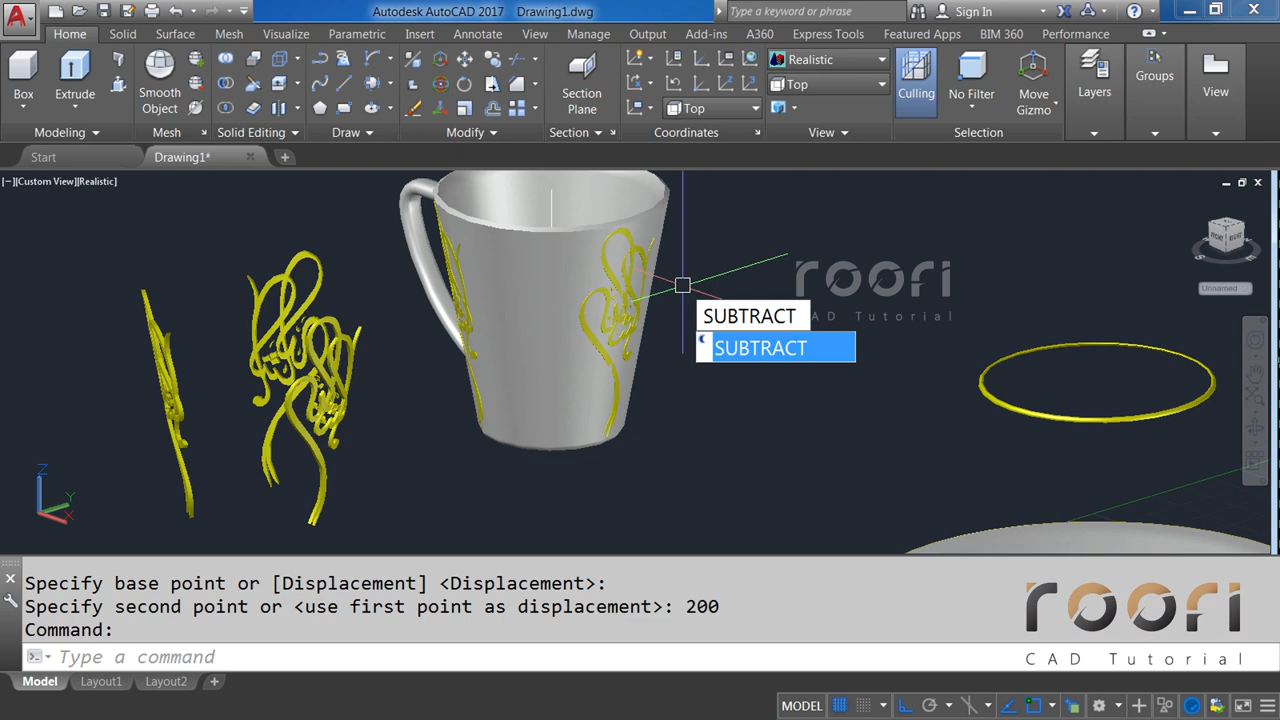 Autodesk AutoCAD 2017 Drawing1.dwg
Type a keyword or phrase
Sign In
Home Solid Surface Mesh Visualize Parametric Insert Annotate View Manage Output Add-ins A360 Express Tools Featured Apps BIM 360 Performance
Box
Extrude
Smooth Object
Section Plane
Realistic
Top
Top
Culling
No Filter
Move Gizmo
Layers
Groups
View
Modeling
Mesh
Solid Editing
Draw
Modify
Section
Coordinates
View
Selection
Start
Drawing1*
[−][Custom View][Realistic]
roofi
CAD Tutorial
SUBTRACT
SUBTRACT
RIGHT
Unnamed
Z
Y
X
Specify base point or [Displacement] <Displacement>:
Specify second point or <use first point as displacement>: 200
Command:
Type a command
roofi
CAD Tutorial
Model Layout1 Layout2
MODEL